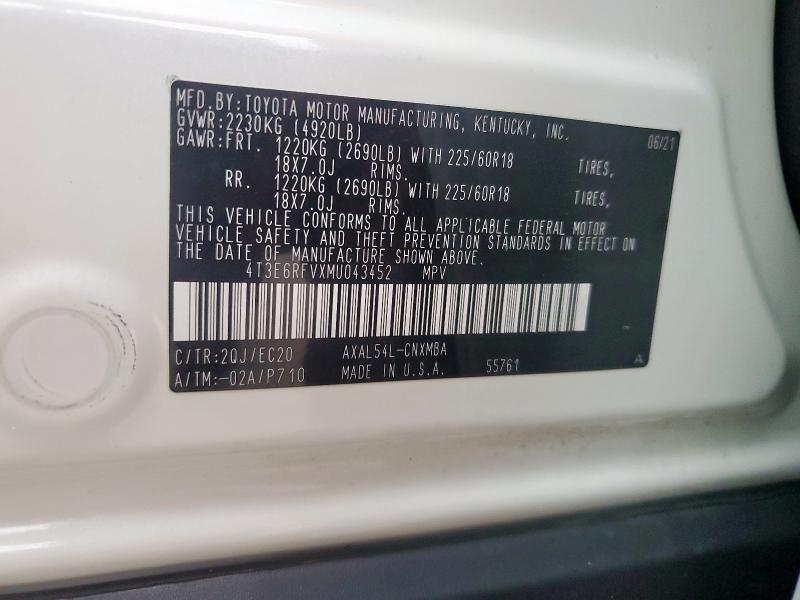 MFD.BY:TOYOTA MOTOR MANUFACTURING, KENTUCKY, INC.
GVWR:2230KG (4920LB) 06/21
GAWR:FRT. 1220KG (2690LB) WITH 225/60R18 TIRES,
18X7.0J RIMS.
RR. 1220KG (2690LB) WITH 225/60R18 TIRES,
18X7.0J RIMS.
THIS VEHICLE CONFORMS TO ALL APPLICABLE FEDERAL MOTOR
VEHICLE SAFETY AND THEFT PREVENTION STANDARDS IN EFFECT ON
THE DATE OF MANUFACTURE SHOWN ABOVE.
4T3E6RFVXMU043452 MPV
C/TR:2QJ/EC20 AXAL54L-CNXMBA
A/TM:-02A/P710 MADE IN U.S.A. 55761 A